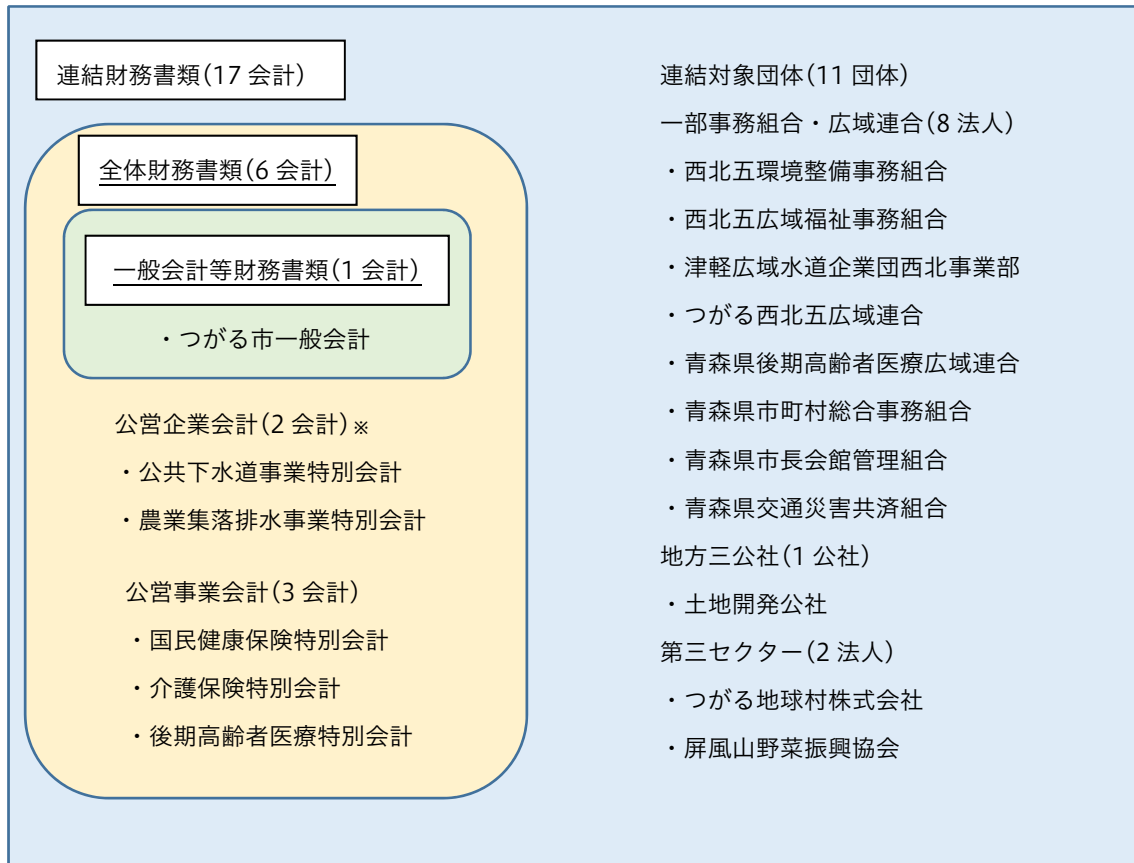 連結財務書類(17 会計)
全体財務書類(6 会計)
一般会計等財務書類(1 会計)
・つがる市一般会計
公営企業会計(2 会計)※
・公共下水道事業特別会計
・農業集落排水事業特別会計
公営事業会計(3 会計)
・国民健康保険特別会計
・介護保険特別会計
・後期高齢者医療特別会計
連結対象団体(11 団体)
一部事務組合・広域連合(8 法人)
・西北五環境整備事務組合
・西北五広域福祉事務組合
・津軽広域水道企業団西北事業部
・つがる西北五広域連合
・青森県後期高齢者医療広域連合
・青森県市町村総合事務組合
・青森県市長会館管理組合
・青森県交通災害共済組合
地方三公社(1 公社)
・土地開発公社
第三セクター(2 法人)
・つがる地球村株式会社
・屏風山野菜振興協会